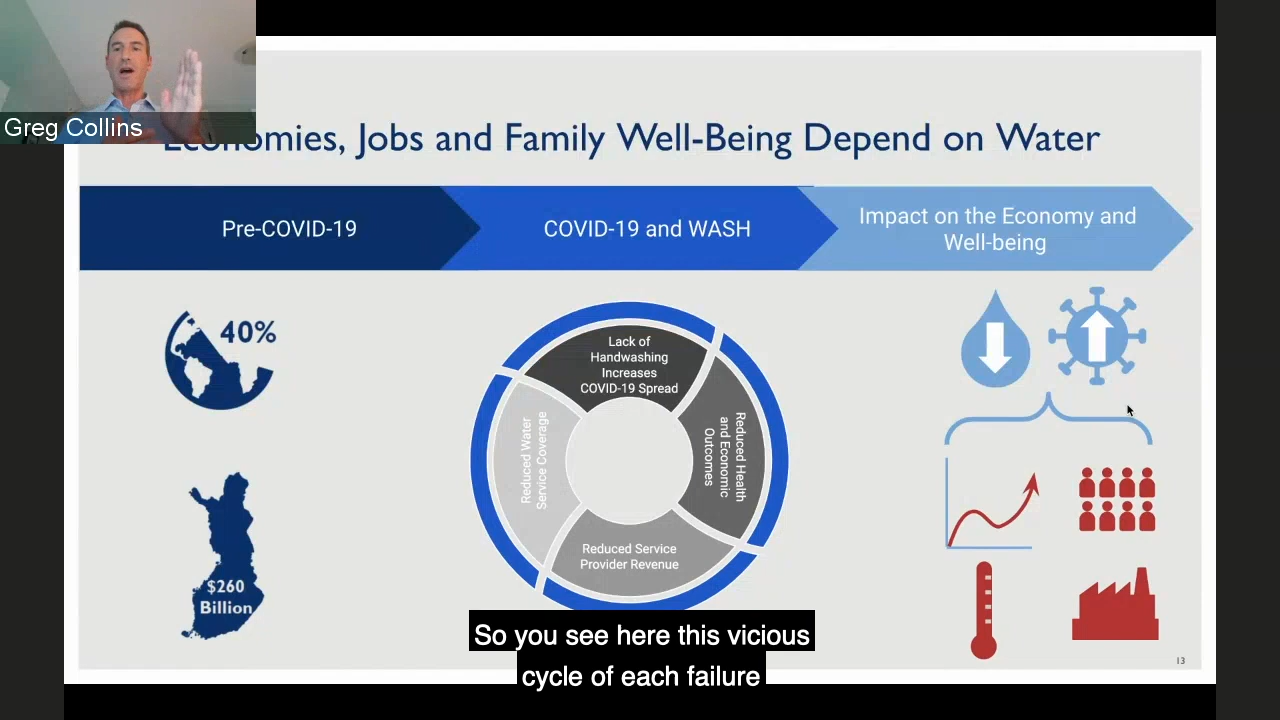 Greg Collins
Economies, Jobs and Family Well-Being Depend on Water
Pre-COVID-19
COVID-19 and WASH
Impact on the Economy and
Well-being
40%
$260
Billion
Lack of
Handwashing
Increases
COVID-19 Spread
Reduced Health
and Economic
Outcomes
Reduced Service
Provider Revenue
Reduced Water
Service Coverage
So you see here this vicious
cycle of each failure
13